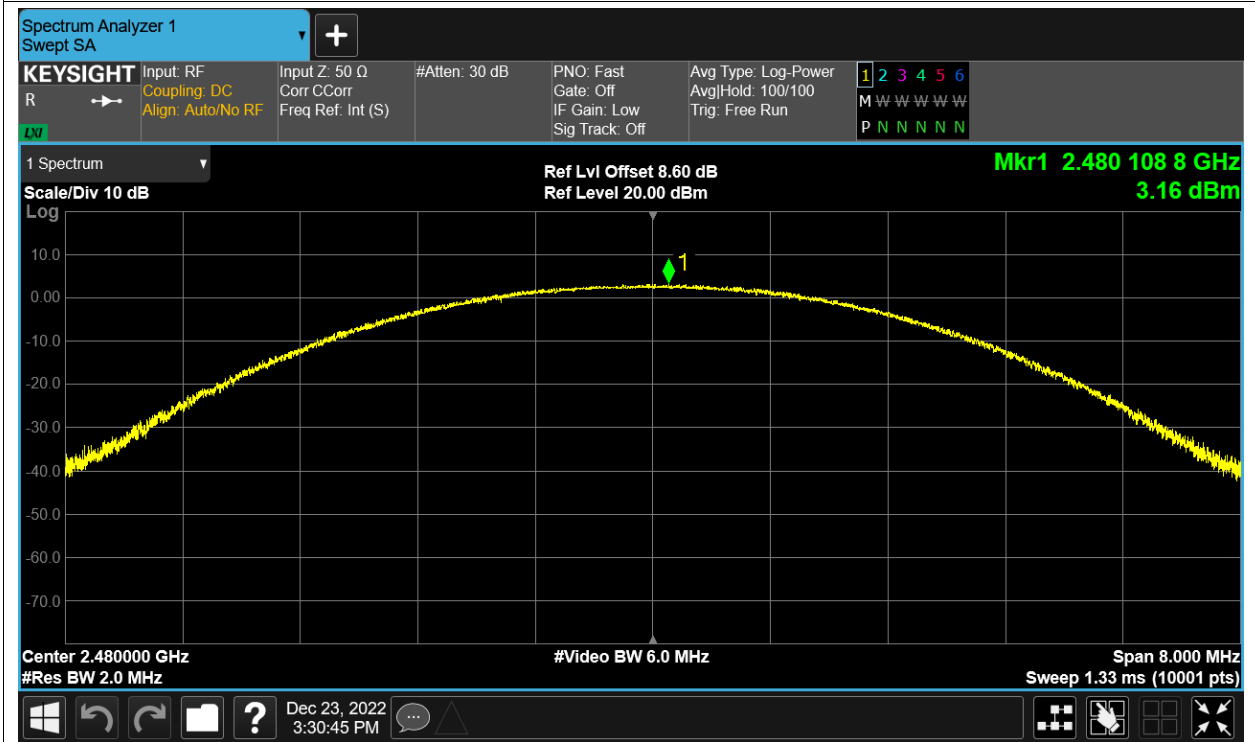 Spectrum Analyzer 1
Swept SA
+
KEYSIGHT
R
LXI
Input: RF
Coupling: DC
Align: Auto/No RF
Input Z: 50 Ω
Corr CCorr
Freq Ref: Int (S)
#Atten: 30 dB
PNO: Fast
Gate: Off
IF Gain: Low
Sig Track: Off
Avg Type: Log-Power
Avg|Hold: 100/100
Trig: Free Run
1 2 3 4 5 6
M W W W W W
P N N N N N
1 Spectrum
Scale/Div 10 dB
Log
Ref Lvl Offset 8.60 dB
Ref Level 20.00 dBm
Mkr1 2.480 108 8 GHz
3.16 dBm
1
10.0
0.00
-10.0
-20.0
-30.0
-40.0
-50.0
-60.0
-70.0
Center 2.480000 GHz
#Res BW 2.0 MHz
#Video BW 6.0 MHz
Span 8.000 MHz
Sweep 1.33 ms (10001 pts)
?
Dec 23, 2022
3:30:45 PM